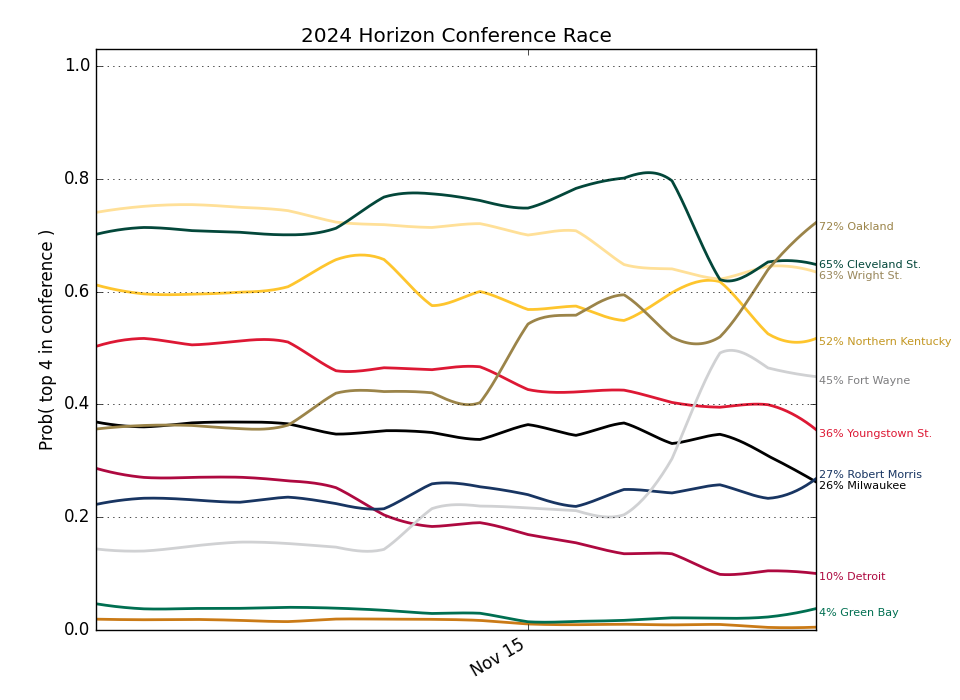 2024 Horizon Conference Race
1.0
0.8
0.6
0.4
0.2
0.0
Prob( top 4 in conference )
Nov 15
72% Oakland
65% Cleveland St.
63% Wright St.
52% Northern Kentucky
45% Fort Wayne
36% Youngstown St.
27% Robert Morris
26% Milwaukee
10% Detroit
4% Green Bay